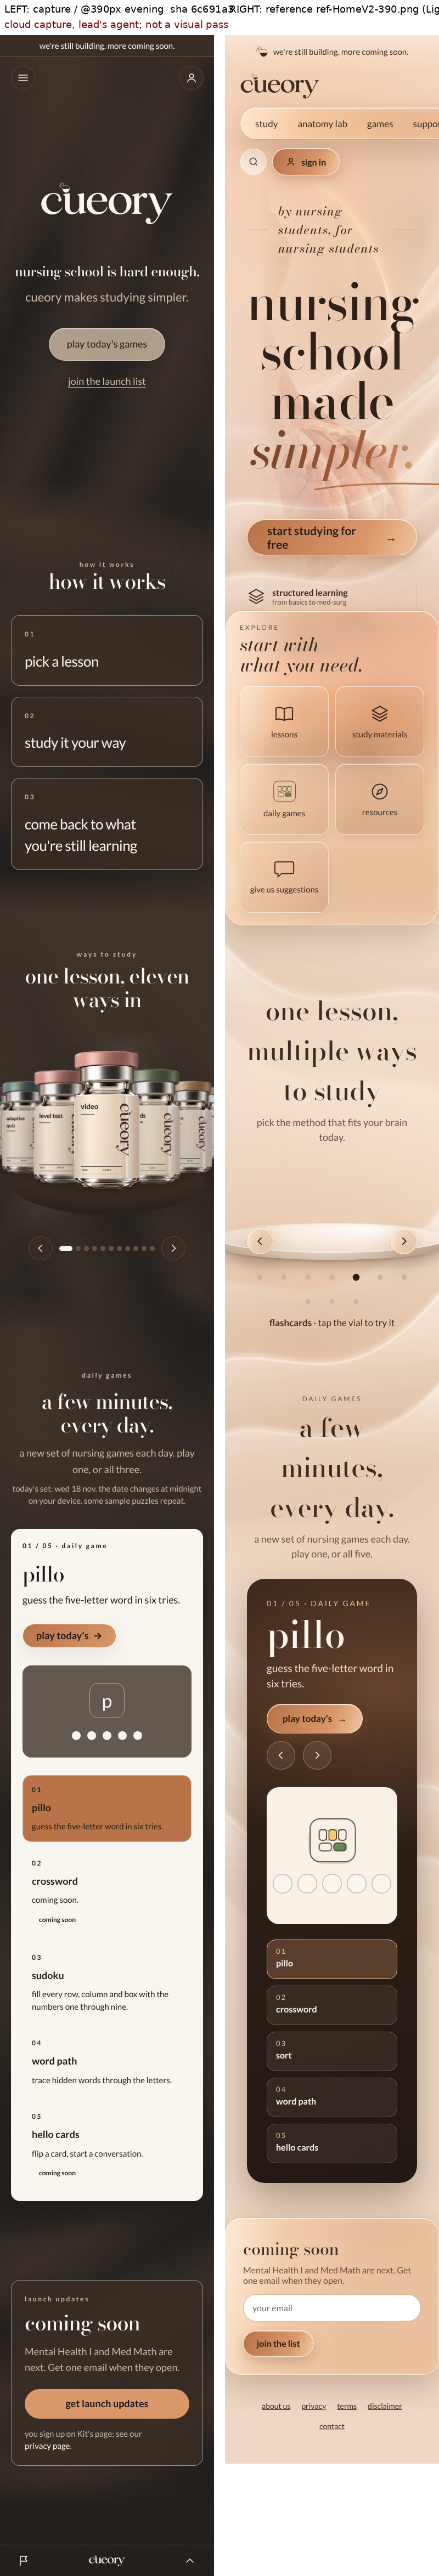 LEFT: capture / @390px evening sha 6c691a3
RIGHT: reference ref-HomeV2-390.png (Lig
cloud capture, lead's agent; not a visual pass
we're still building. more coming soon.
cueory
nursing school is hard enough.
cueory makes studying simpler.
play today's games
join the launch list
how it works
how it works
01
pick a lesson
02
study it your way
03
come back to what
you're still learning
ways to study
one lesson, eleven
ways in
adaptive
quiz
level test
video
cueory
cueory
daily games
a few minutes,
every day.
a new set of nursing games each day. play
one, or all three.
today's set: wed 18 nov. the date changes at midnight
on your device. some sample puzzles repeat.
01 / 05 · daily game
pillo
guess the five-letter word in six tries.
play today's →
p
01
pillo
guess the five-letter word in six tries.
02
crossword
coming soon.
coming soon
03
sudoku
fill every row, column and box with the
numbers one through nine.
04
word path
trace hidden words through the letters.
05
hello cards
flip a card, start a conversation.
coming soon
launch updates
coming soon
Mental Health I and Med Math are
next. Get one email when they open.
get launch updates
you sign up on Kit's page; see our
privacy page.
cueory
we're still building. more coming soon.
cueory
study anatomy lab games suppor
sign in
by nursing
students, for
nursing students
nursing
school
made
simpler.
start studying for
free →
structured learning
from basics to med-surg
EXPLORE
start with
what you need.
lessons
study materials
daily games
resources
give us suggestions
one lesson,
multiple ways
to study
pick the method that fits your brain
today.
flashcards · tap the vial to try it
DAILY GAMES
a few
minutes,
every day.
a new set of nursing games each day.
play one, or all five.
01 / 05 · DAILY GAME
pillo
guess the five-letter word in
six tries.
play today's →
01
pillo
02
crossword
03
sort
04
word path
05
hello cards
coming soon
Mental Health I and Med Math are next. Get
one email when they open.
your email
join the list
about us privacy terms disclaimer
contact